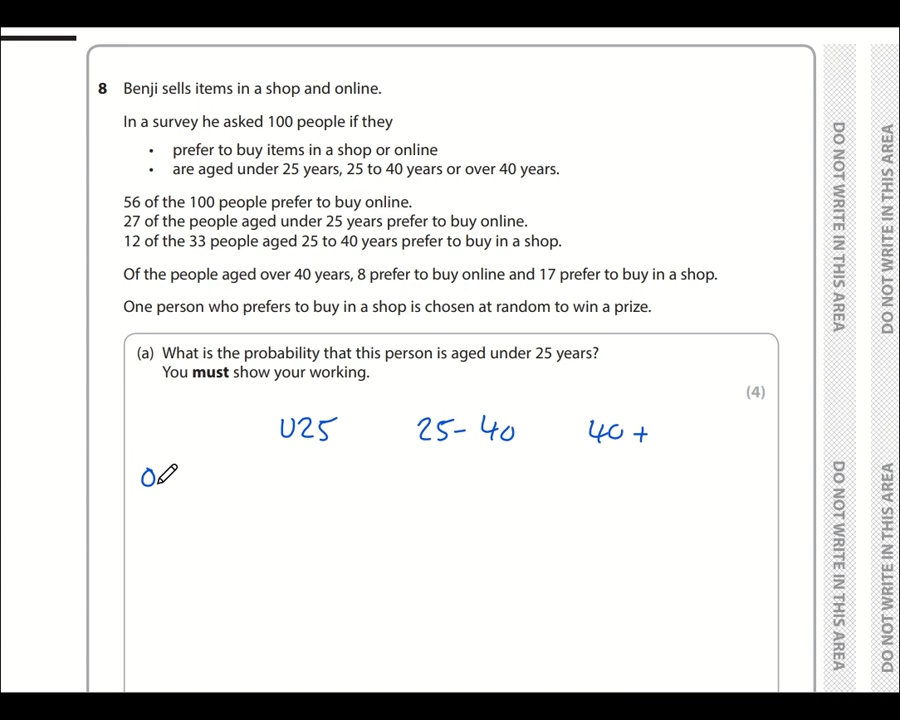 8 Benji sells items in a shop and online.
In a survey he asked 100 people if they
• prefer to buy items in a shop or online
• are aged under 25 years, 25 to 40 years or over 40 years.
56 of the 100 people prefer to buy online.
27 of the people aged under 25 years prefer to buy online.
12 of the 33 people aged 25 to 40 years prefer to buy in a shop.
Of the people aged over 40 years, 8 prefer to buy online and 17 prefer to buy in a shop.
One person who prefers to buy in a shop is chosen at random to win a prize.
(a) What is the probability that this person is aged under 25 years?
You must show your working.
(4)
U25 25-40 40+
O
DO NOT WRITE IN THIS AREA
DO NOT WRITE IN THIS AREA
DO NOT WRITE IN THIS AREA
DO NOT WRITE IN THIS AREA